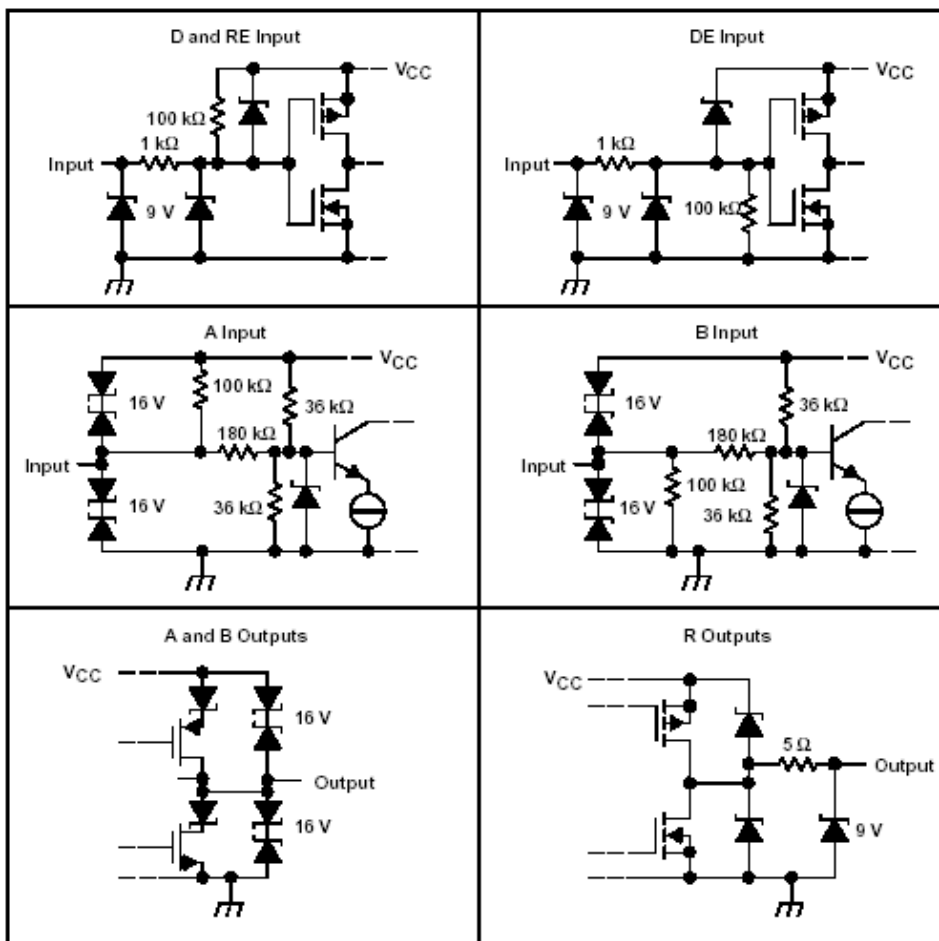 D and RE Input
VCC
100 kΩ
1 kΩ
Input
9 V
DE Input
VCC
1 kΩ
Input
9 V
100 kΩ
A Input
VCC
16 V
100 kΩ
36 kΩ
180 kΩ
Input
16 V
36 kΩ
B Input
VCC
16 V
36 kΩ
180 kΩ
Input
16 V
100 kΩ
36 kΩ
A and B Outputs
VCC
16 V
Output
16 V
R Outputs
VCC
5 Ω
Output
9 V